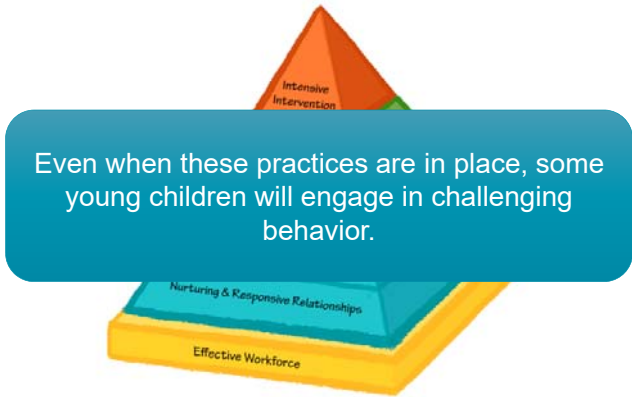 Intensive
Intervention
Even when these practices are in place, some
young children will engage in challenging
behavior.
Nurturing & Responsive Relationships
Effective Workforce